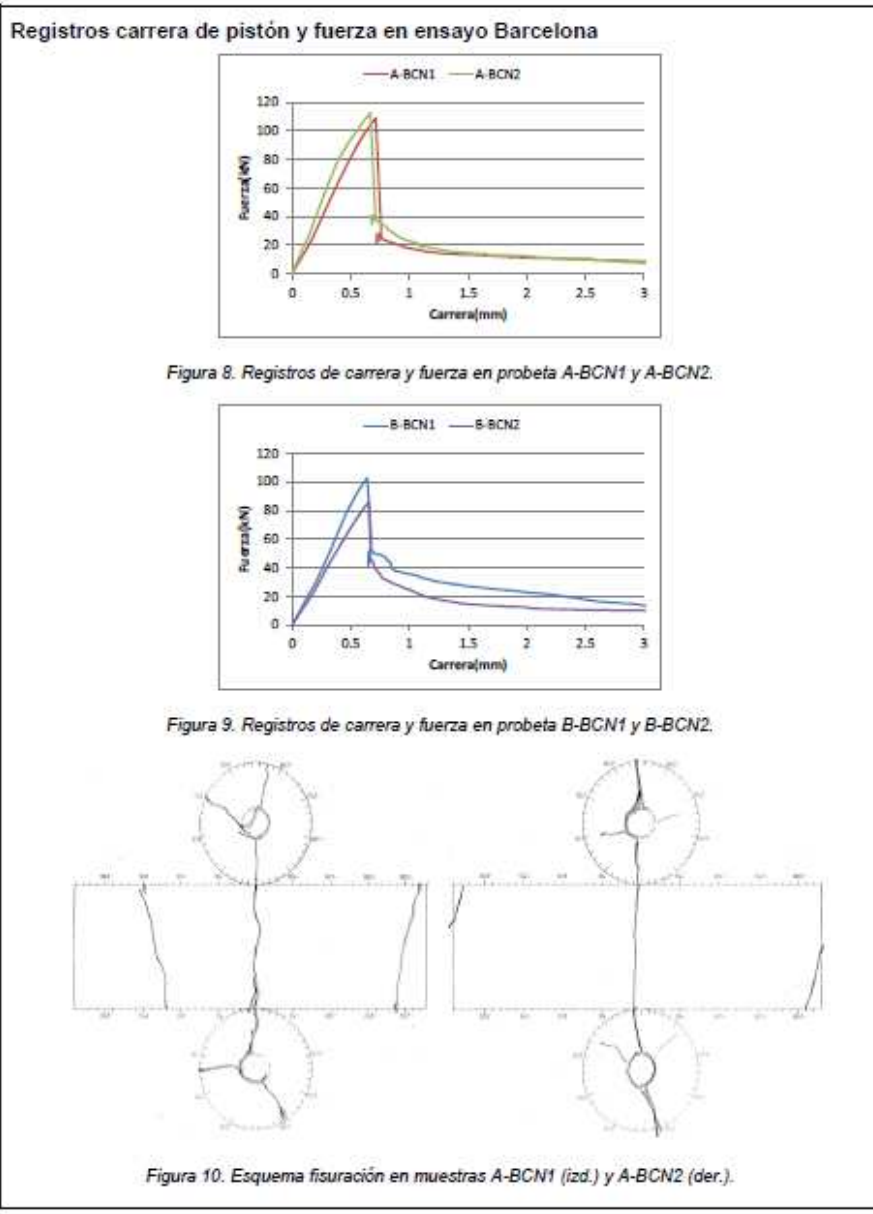 Registros carrera de pistón y fuerza en ensayo Barcelona
A-BCN1 A-BCN2
120
100
80
60
40
20
0
Fuerza(kN)
0 0.5 1 1.5 2 2.5 3
Carrera(mm)
Figura 8. Registros de carrera y fuerza en probeta A-BCN1 y A-BCN2.
B-BCN1 B-BCN2
120
100
80
60
40
20
0
Fuerza(kN)
0 0.5 1 1.5 2 2.5 3
Carrera(mm)
Figura 9. Registros de carrera y fuerza en probeta B-BCN1 y B-BCN2.
Figura 10. Esquema fisuración en muestras A-BCN1 (izd.) y A-BCN2 (der.).